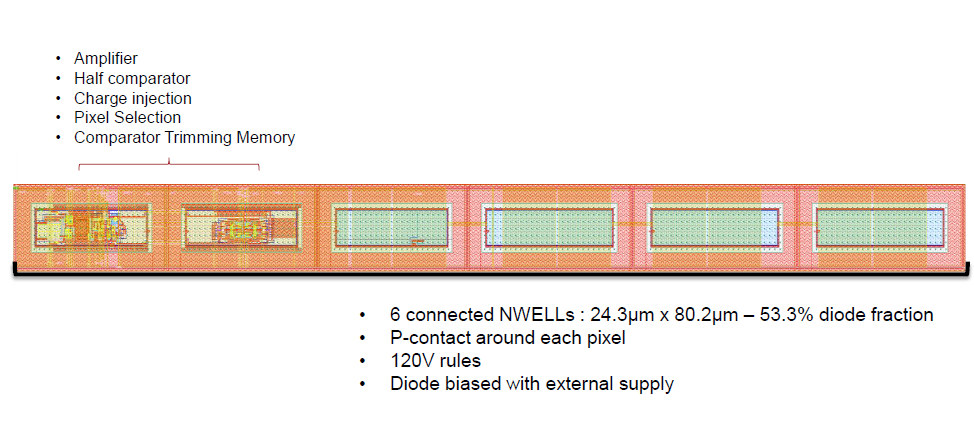 • Amplifier
• Half comparator
• Charge injection
• Pixel Selection
• Comparator Trimming Memory
• 6 connected NWELLs : 24.3µm x 80.2µm – 53.3% diode fraction
• P-contact around each pixel
• 120V rules
• Diode biased with external supply